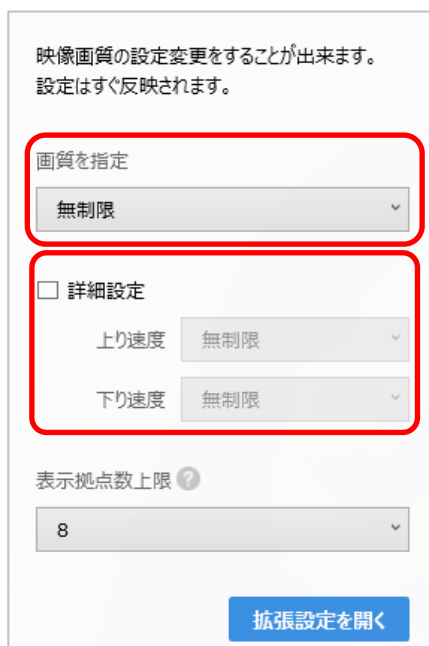 映像画質の設定変更をすることが出来ます。
設定はすぐ反映されます。
画質を指定
無制限
詳細設定
上り速度 無制限
下り速度 無制限
表示拠点数上限 ?
8
拡張設定を開く